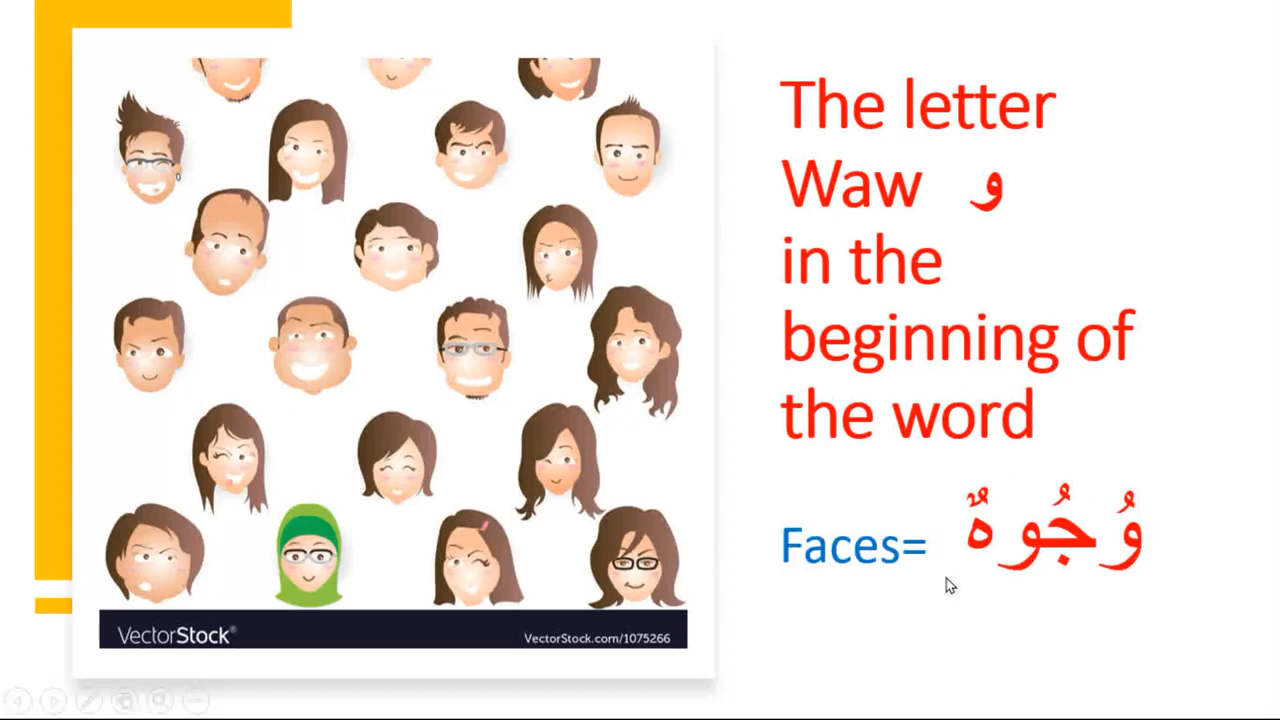 The letter
Waw و
in the
beginning of
the word
Faces= وُجُوهٌ
VectorStock®
VectorStock.com/1075266